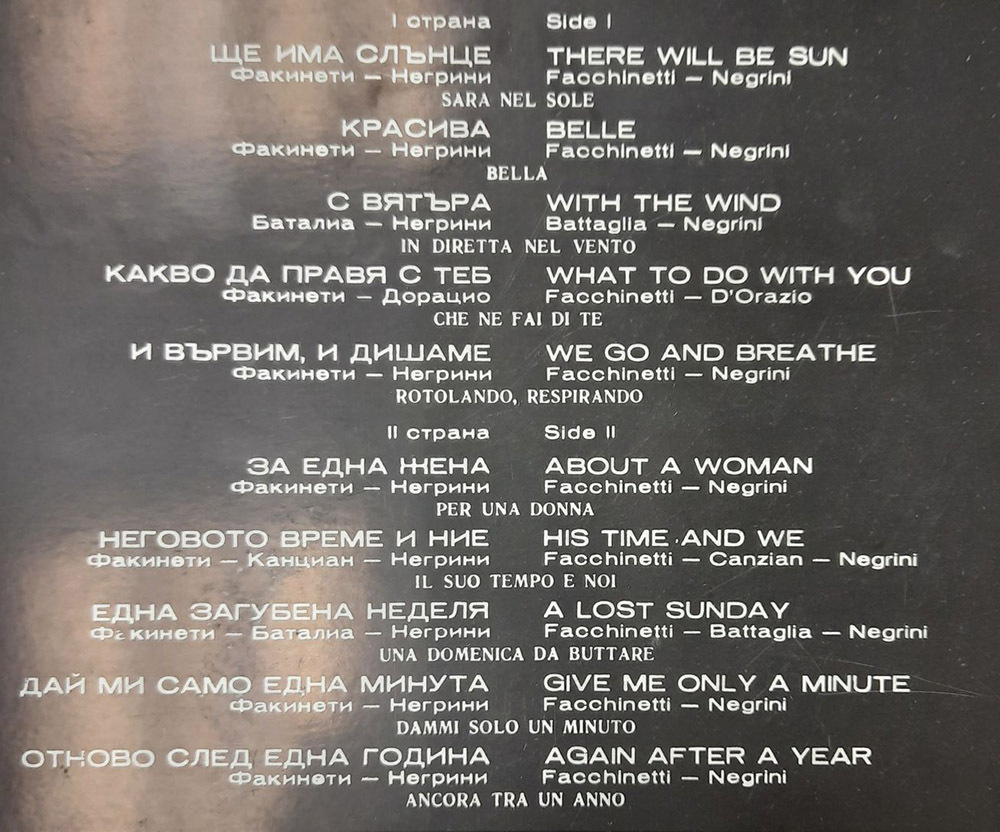 I страна Side I
ЩЕ ИМА СЛЪНЦЕ THERE WILL BE SUN
Факинети — Негрини Facchinetti — Negrini
SARA NEL SOLE
КРАСИВА BELLE
Факинети — Негрини Facchinetti — Negrini
BELLA
С ВЯТЪРА WITH THE WIND
Баталиа — Негрини Battaglia — Negrini
IN DIRETTA NEL VENTO
КАКВО ДА ПРАВЯ С ТЕБ WHAT TO DO WITH YOU
Факинети — Дорацио Facchinetti — D'Orazio
CHE NE FAI DI TE
И ВЪРВИМ, И ДИШАМЕ WE GO AND BREATHE
Факинети — Негрини Facchinetti — Negrini
ROTOLANDO, RESPIRANDO
II страна Side II
ЗА ЕДНА ЖЕНА ABOUT A WOMAN
Факинети — Негрини Facchinetti — Negrini
PER UNA DONNA
НЕГОВОТО ВРЕМЕ И НИЕ HIS TIME AND WE
Факинети — Канциан — Негрини Facchinetti — Canzian — Negrini
IL SUO TEMPO E NOI
ЕДНА ЗАГУБЕНА НЕДЕЛЯ A LOST SUNDAY
Факинети — Баталиа — Негрини Facchinetti — Battaglia — Negrini
UNA DOMENICA DA BUTTARE
ДАЙ МИ САМО ЕДНА МИНУТА GIVE ME ONLY A MINUTE
Факинети — Негрини Facchinetti — Negrini
DAMMI SOLO UN MINUTO
ОТНОВО СЛЕД ЕДНА ГОДИНА AGAIN AFTER A YEAR
Факинети — Негрини Facchinetti — Negrini
ANCORA TRA UN ANNO